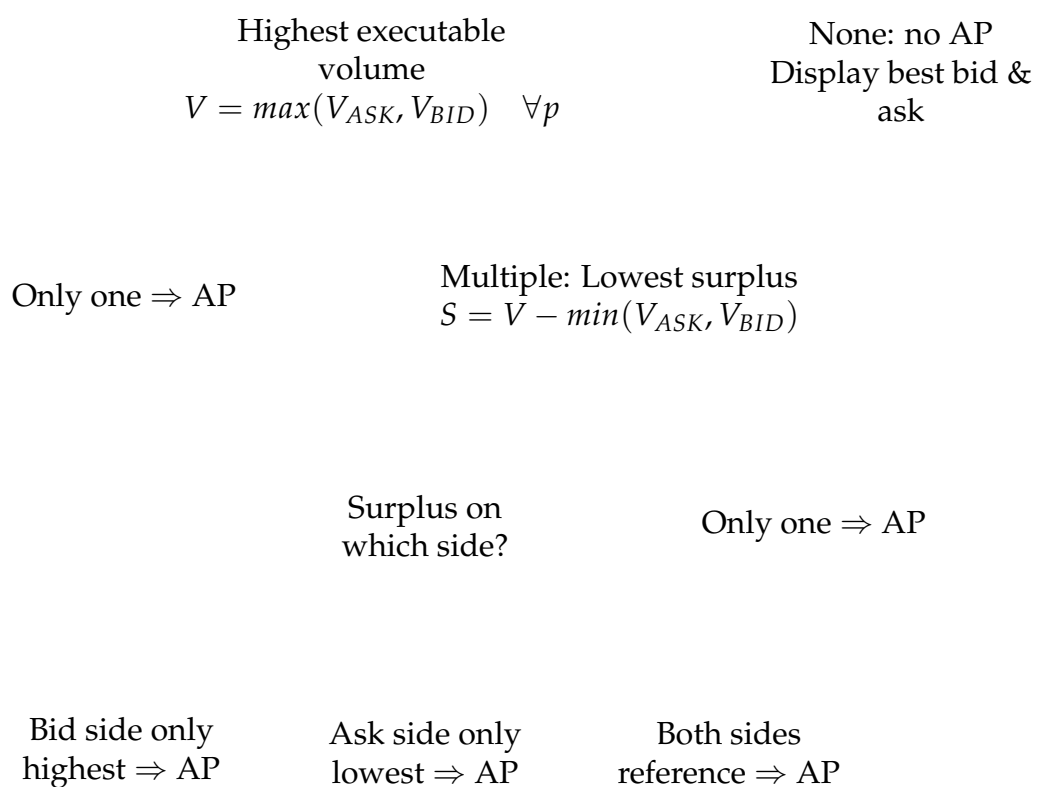 Highest executable
volume
V = max(V_ASK, V_BID) ∀p
None: no AP
Display best bid &
ask
Only one ⇒ AP
Multiple: Lowest surplus
S = V − min(V_ASK, V_BID)
Surplus on
which side?
Only one ⇒ AP
Bid side only
highest ⇒ AP
Ask side only
lowest ⇒ AP
Both sides
reference ⇒ AP